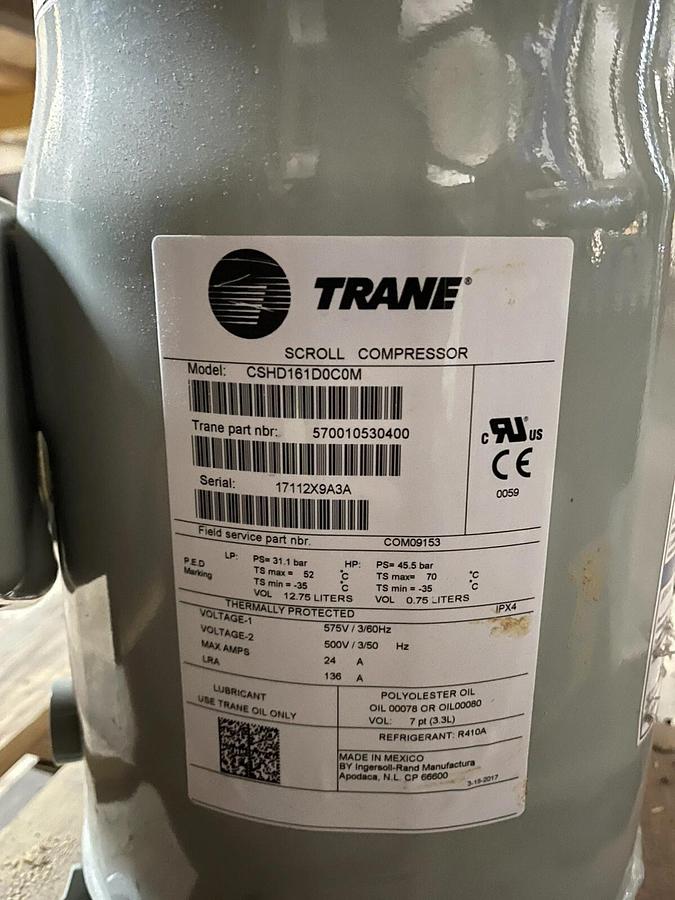 TRANE®
SCROLL COMPRESSOR
Model: CSHD161D0C0M
Trane part nbr: 570010530400
Serial: 17112X9A3A
c RU® US
CE
0059
Field service part nbr. COM09153
P.E.D Marking
LP: PS= 31.1 bar HP: PS= 45.5 bar
TS max = 52 °C TS max= 70 °C
TS min = -35 °C TS min = -35 °C
VOL 12.75 LITERS VOL 0.75 LITERS
THERMALLY PROTECTED IPX4
VOLTAGE-1 575V / 3/60Hz
VOLTAGE-2 500V / 3/50 Hz
MAX AMPS 24 A
LRA 136 A
LUBRICANT
USE TRANE OIL ONLY
POLYOLESTER OIL
OIL 00078 OR OIL00080
VOL: 7 pt (3.3L)
REFRIGERANT: R410A
MADE IN MEXICO
BY Ingersoll-Rand Manufactura
Apodaca, N.L. CP 66600
3-15-2017